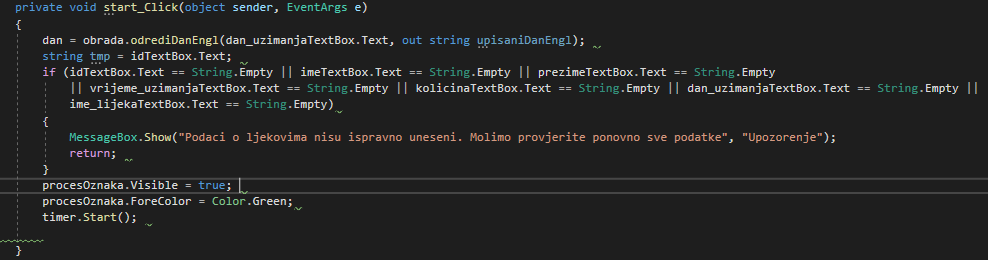 private void start_Click(object sender, EventArgs e)
{
dan = obrada.odrediDanEngl(dan_uzimanjaTextBox.Text, out string upisaniDanEngl);
string tmp = idTextBox.Text;
if (idTextBox.Text == String.Empty || imeTextBox.Text == String.Empty || prezimeTextBox.Text == String.Empty
|| vrijeme_uzimanjaTextBox.Text == String.Empty || kolicinaTextBox.Text == String.Empty || dan_uzimanjaTextBox.Text == String.Empty ||
ime_lijekaTextBox.Text == String.Empty)
{
MessageBox.Show("Podaci o ljekovima nisu ispravno uneseni. Molimo provjerite ponovno sve podatke", "Upozorenje");
return;
}
procesOznaka.Visible = true;
procesOznaka.ForeColor = Color.Green;
timer.Start();
}